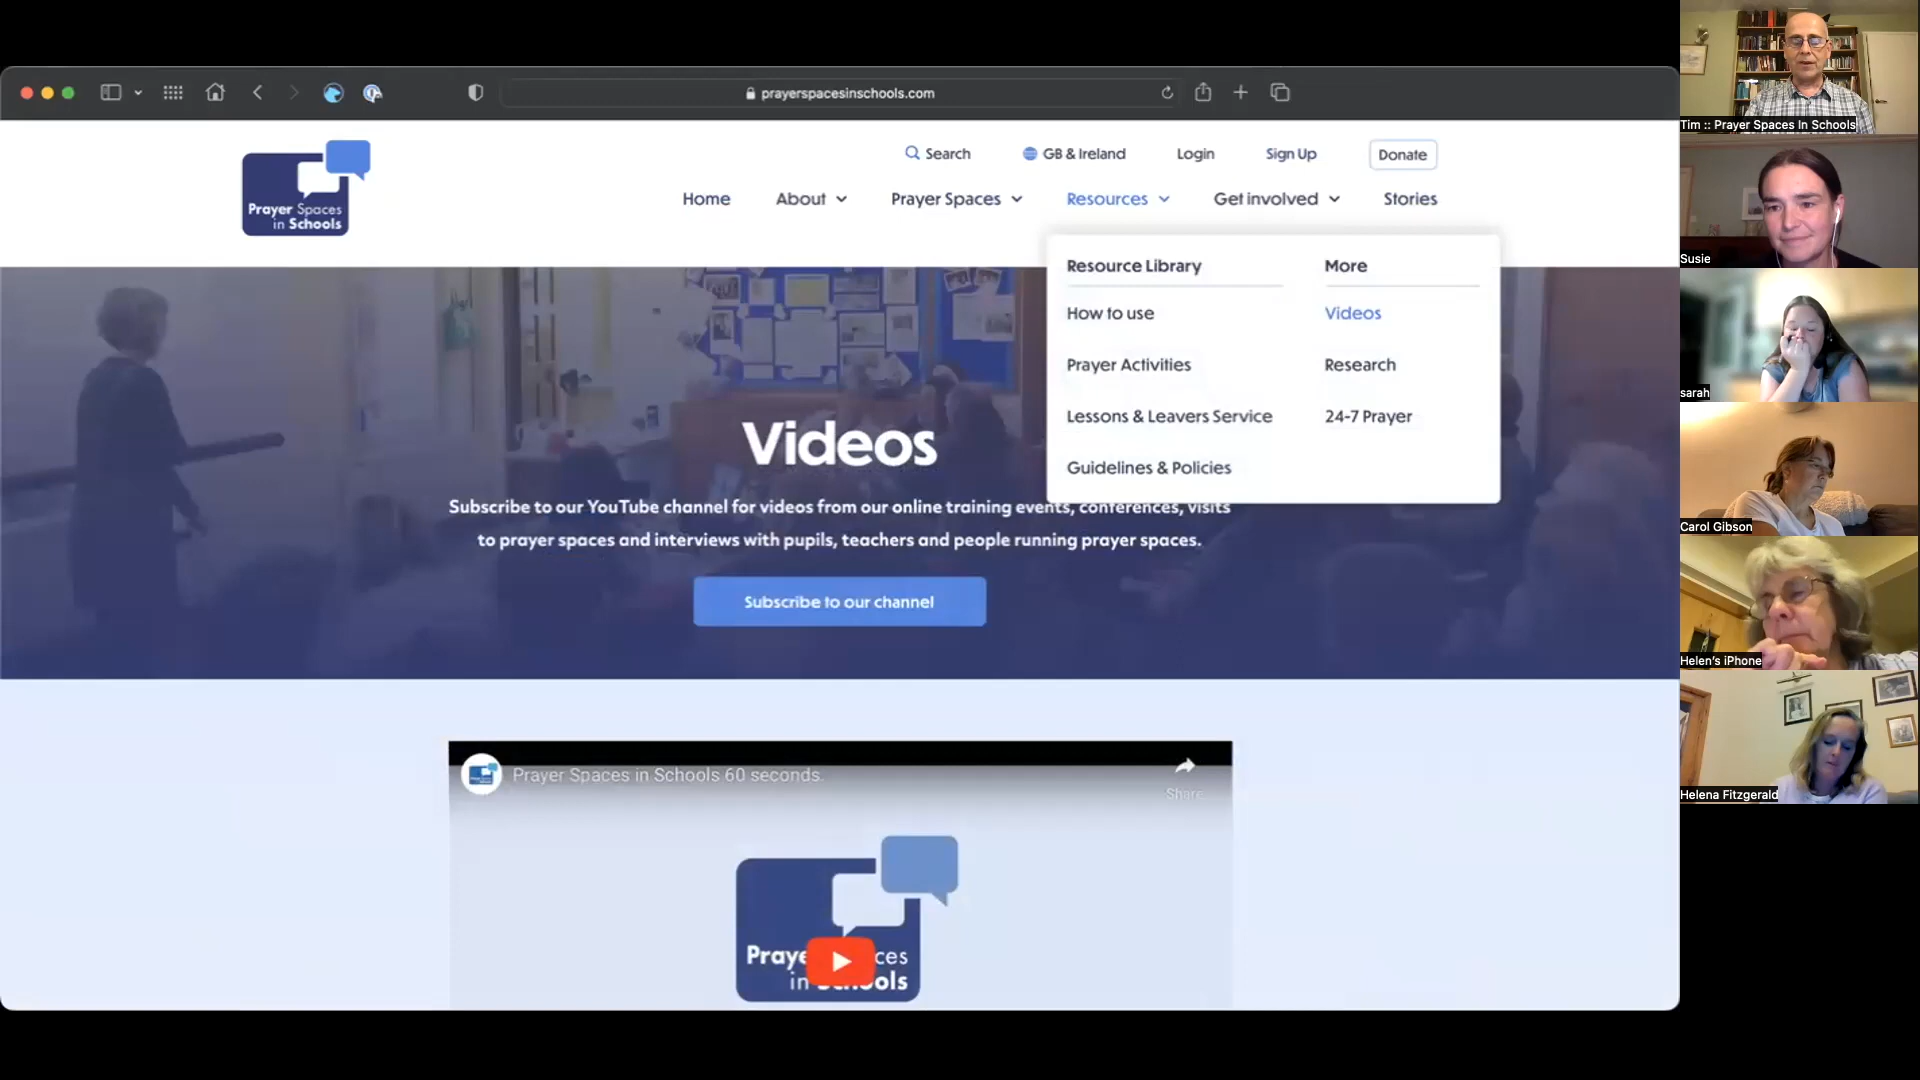 prayerspacesinschools.com
Prayer Spaces
in Schools
Search
GB & Ireland
Login
Sign Up
Donate
Home
About
Prayer Spaces
Resources
Get involved
Stories
Resource Library
More
How to use
Videos
Prayer Activities
Research
Lessons & Leavers Service
24-7 Prayer
Guidelines & Policies
Videos
Subscribe to our YouTube channel for videos from our online training events, conferences, visits
to prayer spaces and interviews with pupils, teachers and people running prayer spaces.
Subscribe to our channel
Prayer Spaces in Schools 60 seconds.
Share
in
Tim :: Prayer Spaces In Schools
Susie
sarah
Carol Gibson
Helen's iPhone
Helena Fitzgerald